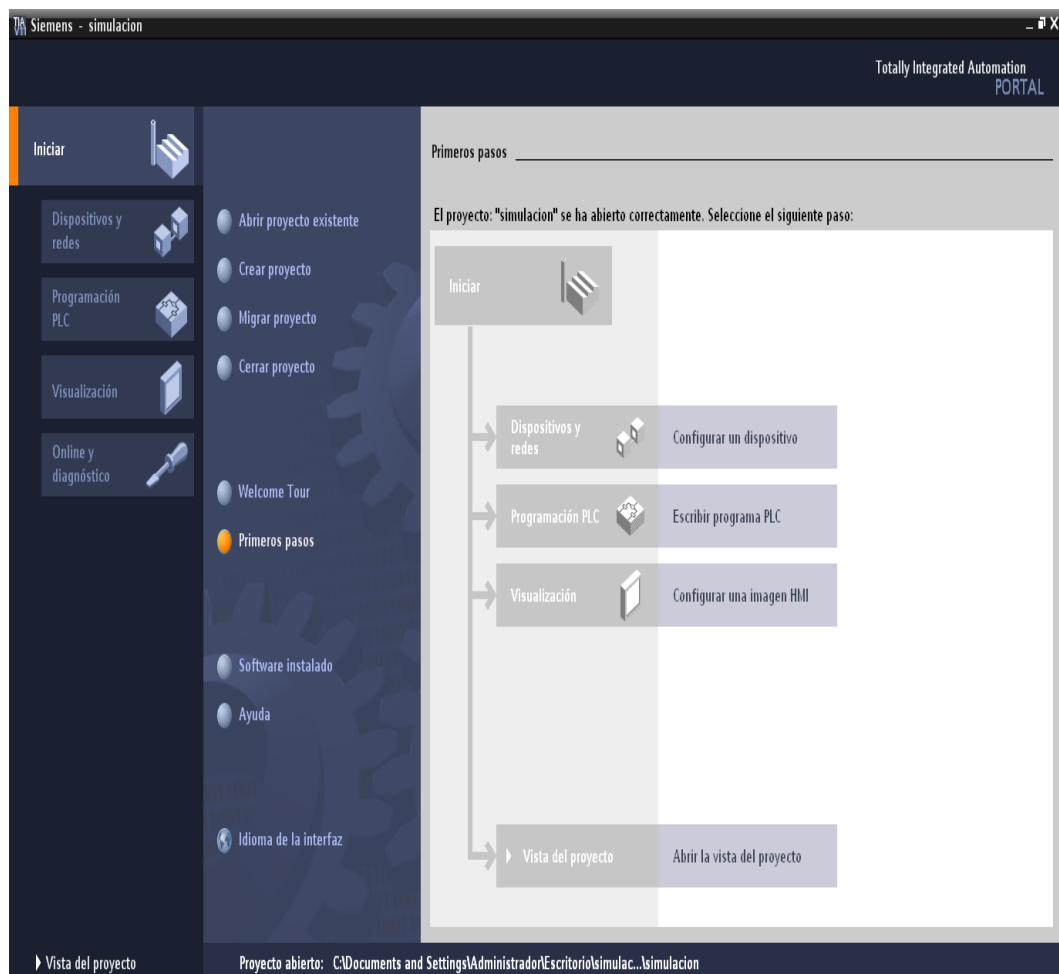 Siemens - simulacion
Totally Integrated Automation
PORTAL
Iniciar
Dispositivos y
redes
Programación
PLC
Visualización
Online y
diagnóstico
Abrir proyecto existente
Crear proyecto
Migrar proyecto
Cerrar proyecto
Welcome Tour
Primeros pasos
Software instalado
Ayuda
Idioma de la interfaz
Primeros pasos
El proyecto: "simulacion" se ha abierto correctamente. Seleccione el siguiente paso:
Iniciar
Dispositivos y
redes
Configurar un dispositivo
Programación PLC
Escribir programa PLC
Visualización
Configurar una imagen HMI
Vista del proyecto
Abrir la vista del proyecto
Vista del proyecto
Proyecto abierto: C:\Documents and Settings\Administrador\Escritorio\simulac...\simulacion